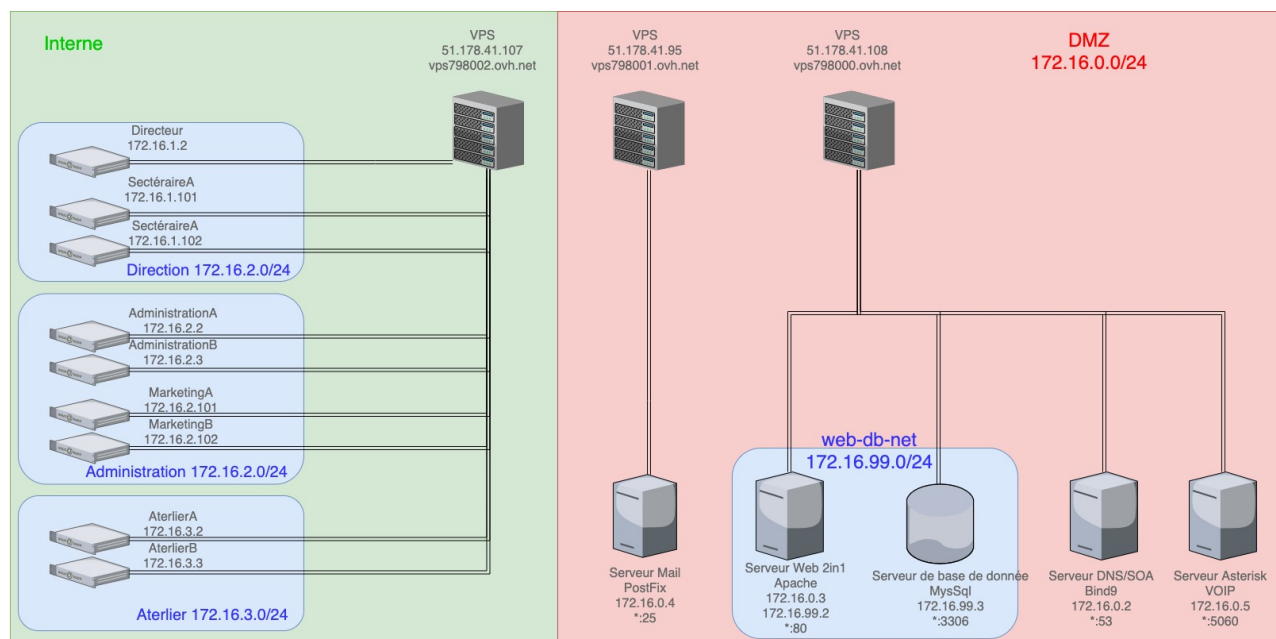 Interne
VPS
51.178.41.107
vps798002.ovh.net
Directeur
172.16.1.2
SectéraireA
172.16.1.101
SectéraireA
172.16.1.102
Direction 172.16.2.0/24
AdministrationA
172.16.2.2
AdministrationB
172.16.2.3
MarketingA
172.16.2.101
MarketingB
172.16.2.102
Administration 172.16.2.0/24
AterlierA
172.16.3.2
AterlierB
172.16.3.3
Aterlier 172.16.3.0/24
VPS
51.178.41.95
vps798001.ovh.net
VPS
51.178.41.108
vps798000.ovh.net
DMZ
172.16.0.0/24
web-db-net
172.16.99.0/24
Serveur Mail
PostFix
172.16.0.4
*:25
Serveur Web 2in1
Apache
172.16.0.3
172.16.99.2
*:80
Serveur de base de donnée
MysSql
172.16.99.3
*:3306
Serveur DNS/SOA
Bind9
172.16.0.2
*:53
Serveur Asterisk
VOIP
172.16.0.5
*:5060